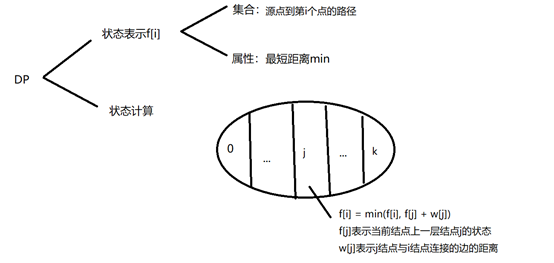 集合：源点到第i个点的路径
状态表示f[i]
属性：最短距离min
DP
状态计算
0
...
j
...
k
f[i] = min(f[i], f[j] + w[j])
f[j]表示当前结点上一层结点j的状态
w[j]表示j结点与i结点连接的边的距离